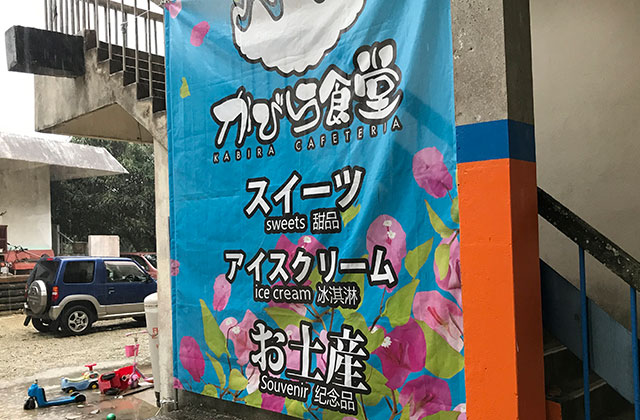 かびら食堂
KABIRA CAFETERIA
スイーツ
sweets 甜品
アイスクリーム
ice cream 冰淇淋
お土産
Souvenir 纪念品